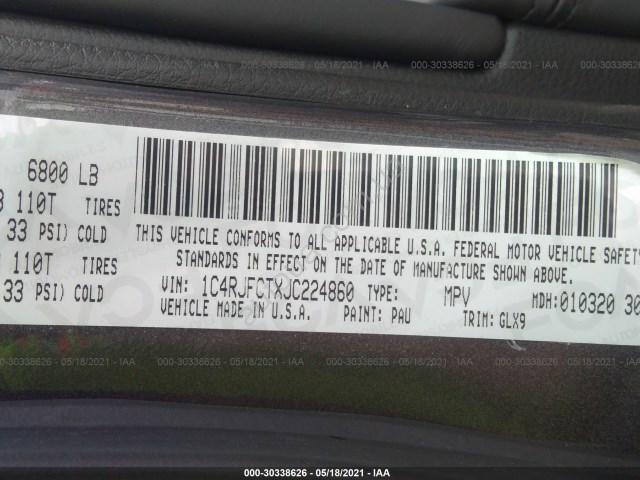 000-30338626 - 05/18/2021 - IAA
6800 LB
110T TIRES
33 PSI) COLD
110T TIRES
33 PSI) COLD
THIS VEHICLE CONFORMS TO ALL APPLICABLE U.S.A. FEDERAL MOTOR VEHICLE SAFETY
STANDARDS IN EFFECT ON THE DATE OF MANUFACTURE SHOWN ABOVE.
VIN: 1C4RJFCTXJC224860 TYPE: MPV MDH:010320 30
VEHICLE MADE IN U.S.A. PAINT: PAU TRIM: GLX9
000-30338626 - 05/18/2021 - IAA